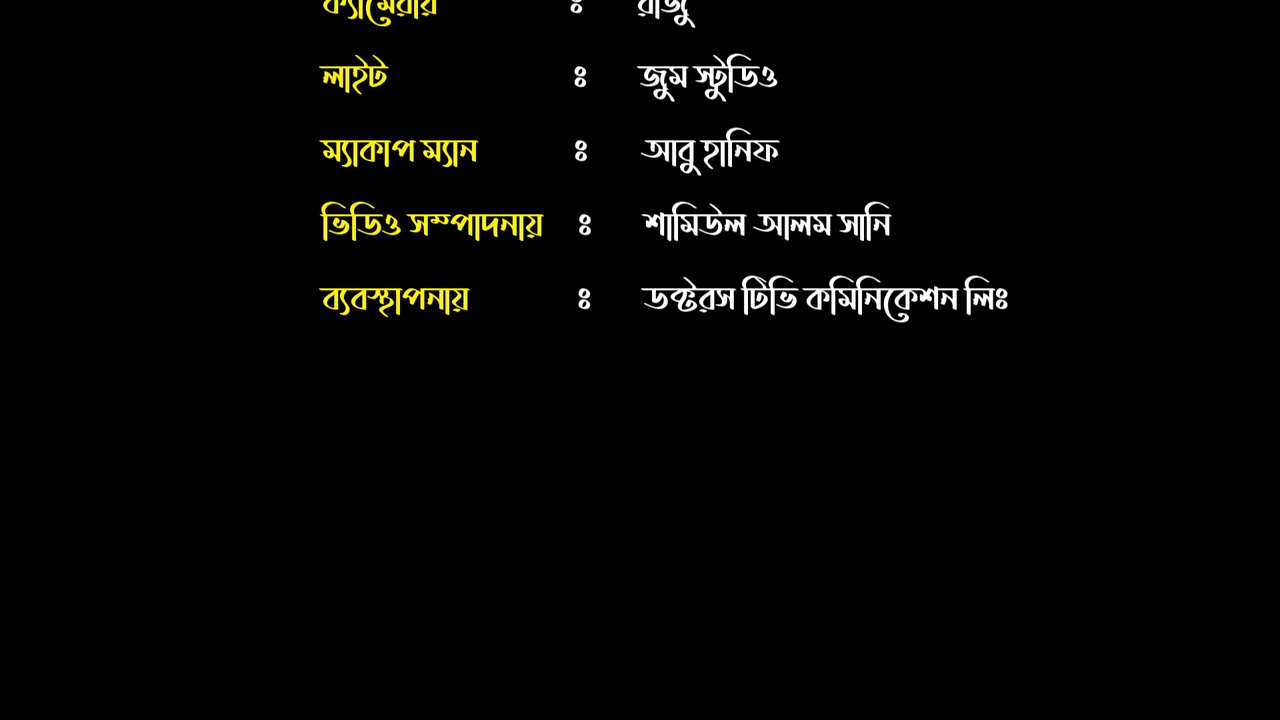 ক্যামেরায় ঃ রাজু
লাইট ঃ জুম স্টুডিও
ম্যাকাপ ম্যান ঃ আবু হানিফ
ভিডিও সম্পাদনায় ঃ শামিউল আলম সানি
ব্যবস্থাপনায় ঃ ডক্টরস টিভি কমিনিকেশন লিঃ